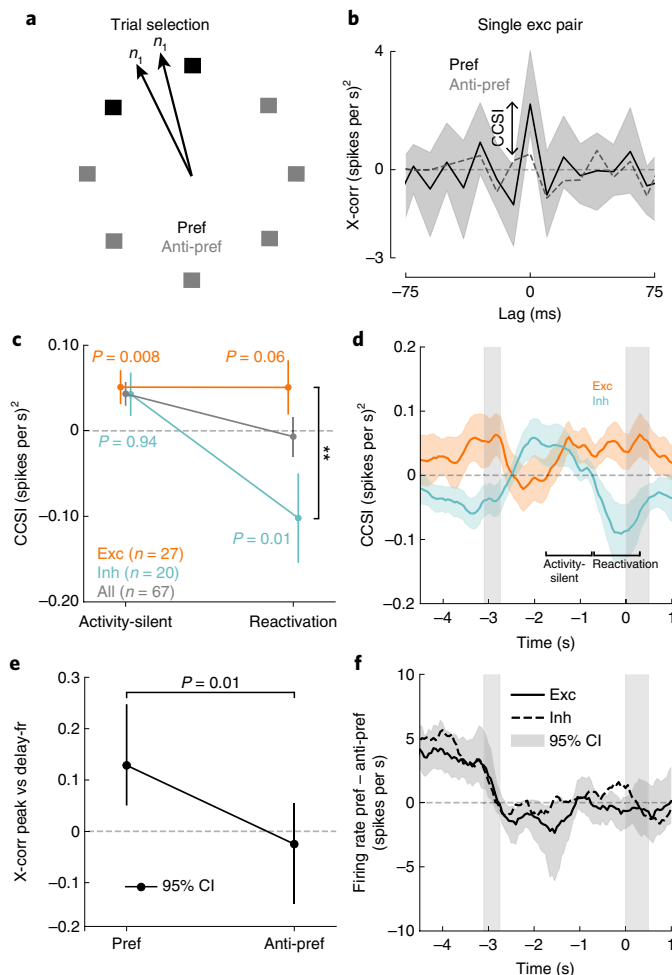 a
Trial selection
n1
n1
Pref
Anti-pref
b
Single exc pair
X-corr (spikes per s)2
4
0
−3
Pref
Anti-pref
CCSI
−75
0
75
Lag (ms)
c
CCSI (spikes per s)2
0.10
0
−0.10
−0.20
P = 0.008
P = 0.06
P = 0.94
P = 0.01
**
Exc (n = 27)
Inh (n = 20)
All (n = 67)
Activity-silent
Reactivation
d
CCSI (spikes per s)2
0.2
0.1
0
−0.1
−0.2
Exc
Inh
Activity-
silent
Reactivation
−4
−3
−2
−1
0
1
Time (s)
e
X-corr peak vs delay-fr
0.3
0.2
0.1
0
−0.1
−0.2
P = 0.01
95% CI
Pref
Anti-pref
f
Firing rate pref − anti-pref
(spikes per s)
10
5
0
−5
−10
Exc
Inh
95% CI
−4
−3
−2
−1
0
1
Time (s)